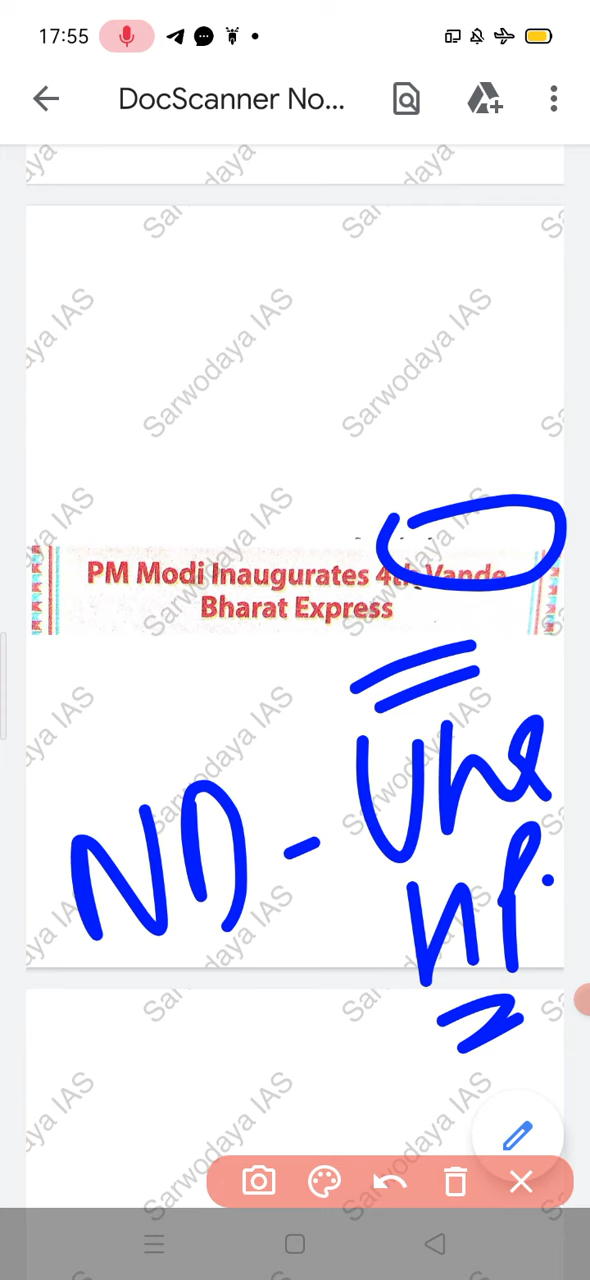 17:55
DocScanner No...
Sarwodaya IAS
PM Modi Inaugurates 4th Vande
Bharat Express
ND - Una
HP.